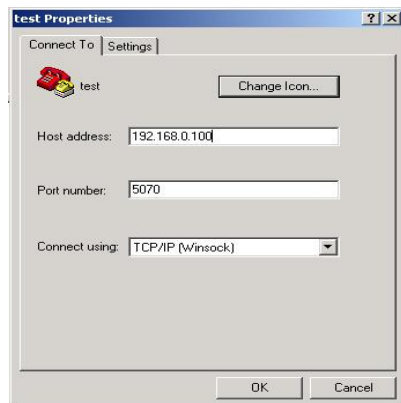 test Properties
Connect To
Settings
test
Change Icon...
Host address:
192.168.0.100
Port number:
5070
Connect using:
TCP/IP (Winsock)
OK
Cancel